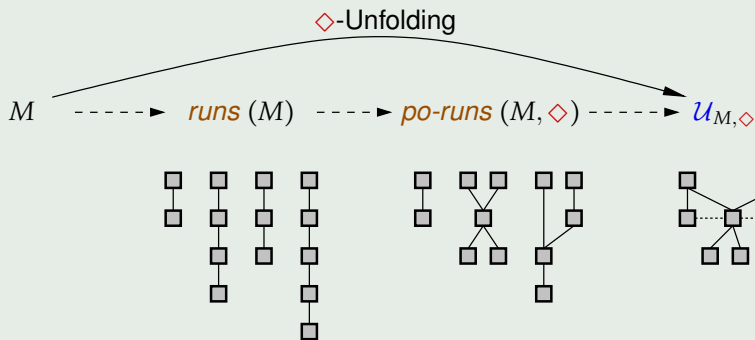 ◇-Unfolding
M runs (M) po-runs (M, ◇) 𝒰M,◇